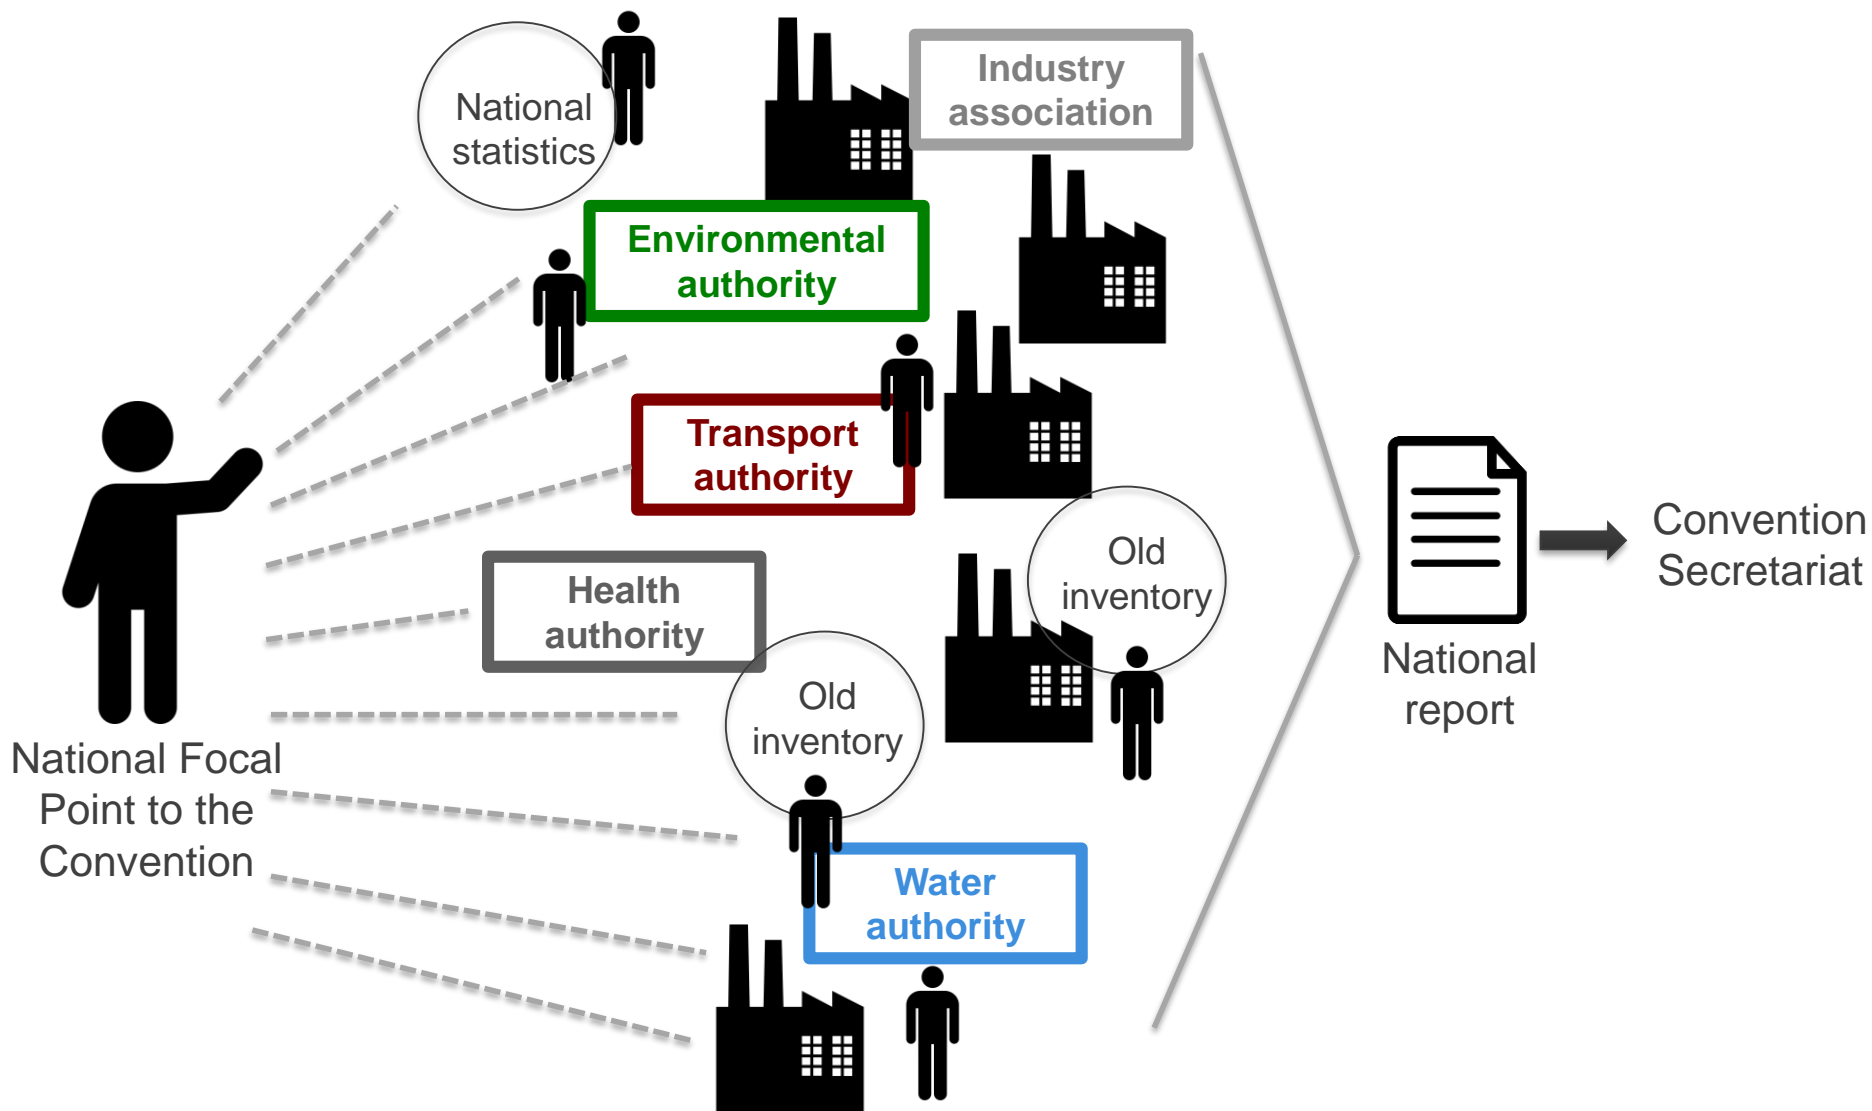 National
statistics
Industry
association
Environmental
authority
Transport
authority
Health
authority
Old
inventory
Old
inventory
Water
authority
National Focal
Point to the
Convention
National
report
Convention
Secretariat